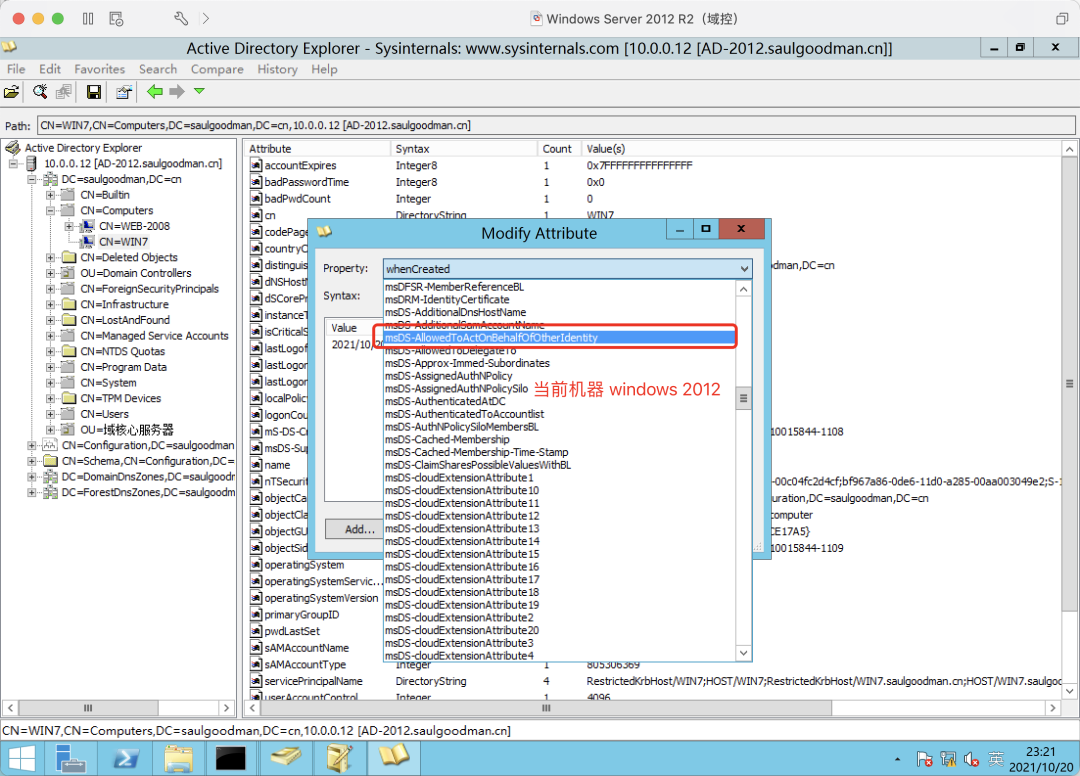 Windows Server 2012 R2（域控）
Active Directory Explorer - Sysinternals: www.sysinternals.com [10.0.0.12 [AD-2012.saulgoodman.cn]]
File Edit Favorites Search Compare History Help
Path: CN=WIN7,CN=Computers,DC=saulgoodman,DC=cn,10.0.0.12 [AD-2012.saulgoodman.cn]
Active Directory Explorer
10.0.0.12 [AD-2012.saulgoodman.cn]
DC=saulgoodman,DC=cn
CN=Builtin
CN=Computers
CN=WEB-2008
CN=WIN7
CN=Deleted Objects
OU=Domain Controllers
CN=ForeignSecurityPrincipals
CN=Infrastructure
CN=LostAndFound
CN=Managed Service Accounts
CN=NTDS Quotas
CN=Program Data
CN=System
CN=TPM Devices
CN=Users
OU=域核心服务器
CN=Configuration,DC=saulgoodman
CN=Schema,CN=Configuration,DC=
DC=DomainDnsZones,DC=saulgoodm
DC=ForestDnsZones,DC=saulgoodm
Attribute Syntax Count Value(s)
accountExpires Integer8 1 0x7FFFFFFFFFFFFFFF
badPasswordTime Integer8 1 0x0
badPwdCount Integer 1 0
cn DirectoryString 1 WIN7
codePage
countryC
distinguis dman,DC=cn
dNSHostN
dSCorePr
instanceT
isCriticalS
lastLogof
lastLogon
lastLogon
localPolic
logonCou
mS-DS-Cr 10015844-1108
msDS-Sup
name
nTSecurit -00c04fc2d4cf;bf967a86-0de6-11d0-a285-00aa003049e2;S-1
objectCa uration,DC=saulgoodman,DC=cn
objectCla computer
objectGU CE17A5}
objectSid 10015844-1109
operatingSystem
operatingSystemServic...
operatingSystemVersion
primaryGroupID
pwdLastSet
sAMAccountName
sAMAccountType Integer 1 805306369
servicePrincipalName DirectoryString 4 RestrictedKrbHost/WIN7;HOST/WIN7;RestrictedKrbHost/WIN7.saulgoodman.cn;HOST/WIN7.saulgoo
userAccountControl Integer 1 4096
Modify Attribute
Property: whenCreated
Syntax:
Value
2021/10/20
Add...
msDFSR-MemberReferenceBL
msDRM-IdentityCertificate
msDS-AdditionalDnsHostName
msDS-AdditionalSamAccountName
msDS-AllowedToActOnBehalfOfOtherIdentity
msDS-AllowedToDelegateTo
msDS-Approx-Immed-Subordinates
msDS-AssignedAuthNPolicy
msDS-AssignedAuthNPolicySilo
当前机器 windows 2012
msDS-AuthenticatedAtDC
msDS-AuthenticatedToAccountlist
msDS-AuthNPolicySiloMembersBL
msDS-Cached-Membership
msDS-Cached-Membership-Time-Stamp
msDS-ClaimSharesPossibleValuesWithBL
msDS-cloudExtensionAttribute1
msDS-cloudExtensionAttribute10
msDS-cloudExtensionAttribute11
msDS-cloudExtensionAttribute12
msDS-cloudExtensionAttribute13
msDS-cloudExtensionAttribute14
msDS-cloudExtensionAttribute15
msDS-cloudExtensionAttribute16
msDS-cloudExtensionAttribute17
msDS-cloudExtensionAttribute18
msDS-cloudExtensionAttribute19
msDS-cloudExtensionAttribute2
msDS-cloudExtensionAttribute20
msDS-cloudExtensionAttribute3
msDS-cloudExtensionAttribute4
CN=WIN7,CN=Computers,DC=saulgoodman,DC=cn,10.0.0.12 [AD-2012.saulgoodman.cn]
英
23:21
2021/10/20